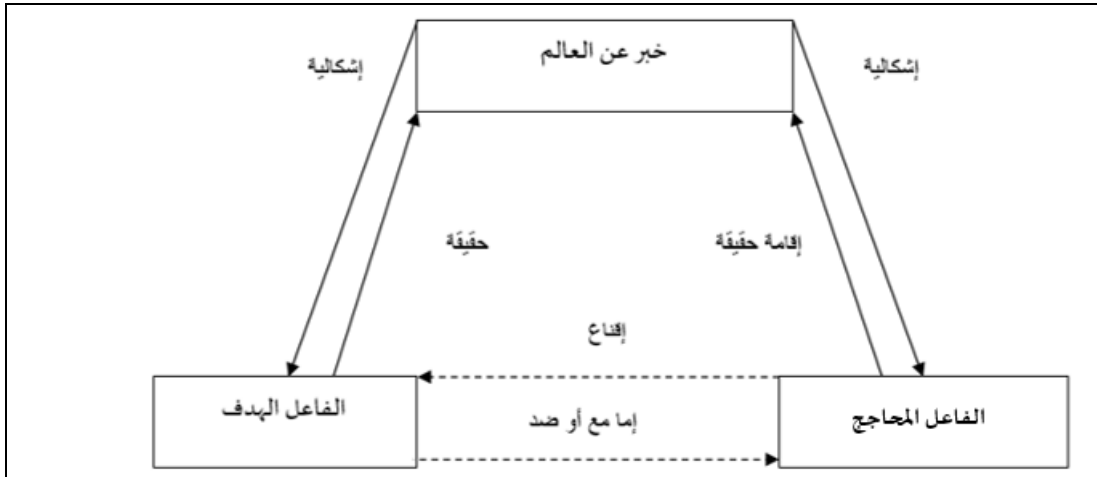 خبر عن العالم
إشكالية
إشكالية
إقامة حقيقة
حقيقة
إقناع
الفاعل المحاجج
إما مع أو ضد
الفاعل الهدف